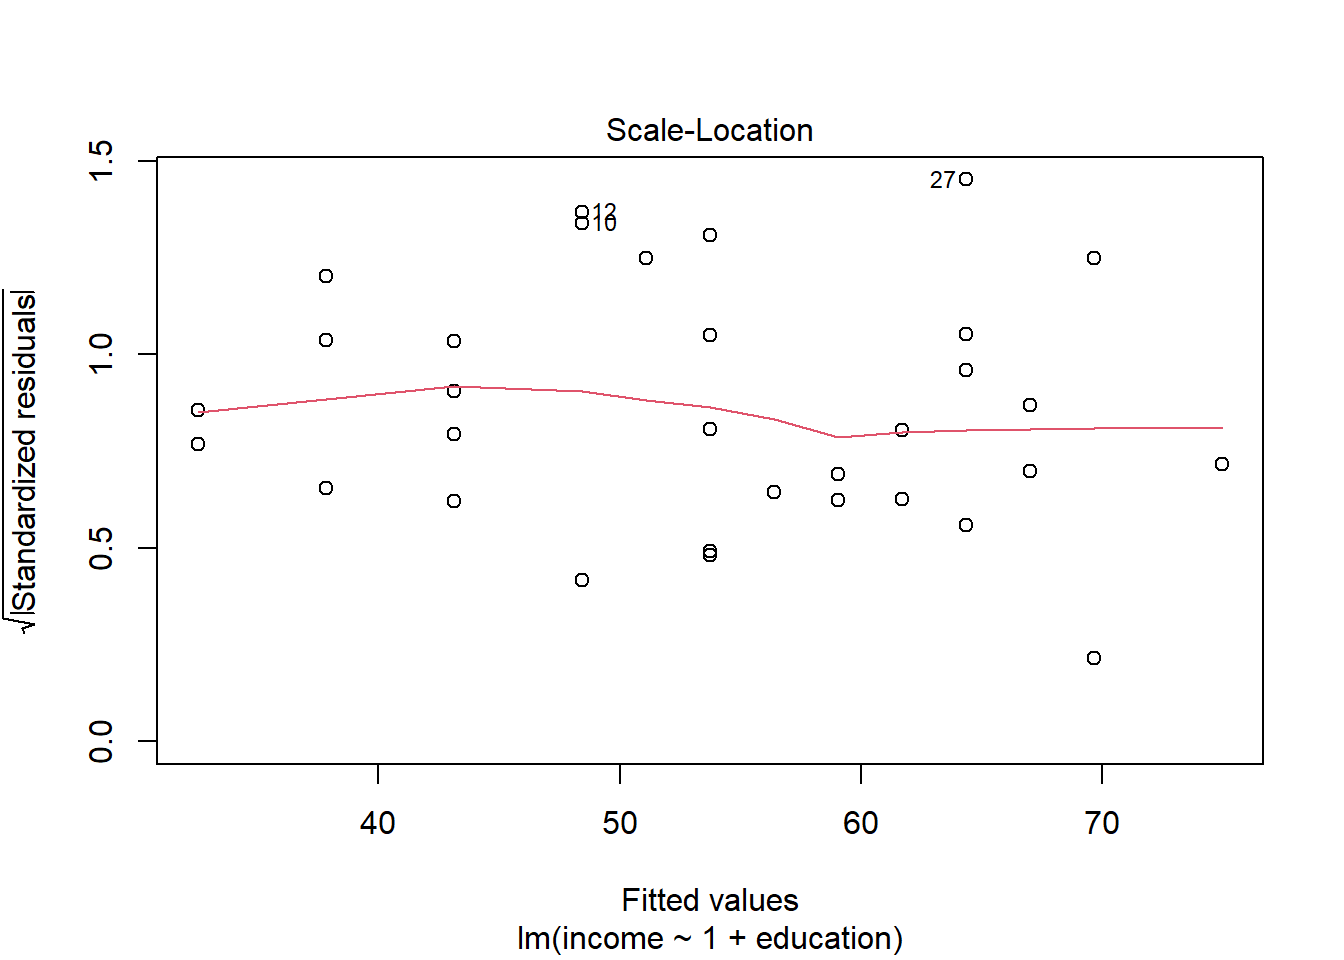 Scale-Location
1.5
1.0
0.5
0.0
√|Standardized residuals|
27
12
10
40 50 60 70
Fitted values
lm(income ~ 1 + education)